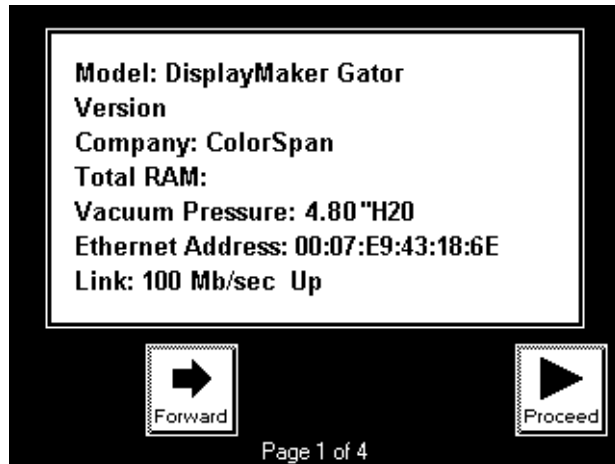 Model: DisplayMaker Gator
Version
Company: ColorSpan
Total RAM:
Vacuum Pressure: 4.80"H20
Ethernet Address: 00:07:E9:43:18:6E
Link: 100 Mb/sec  Up
Forward
Proceed
Page 1 of 4